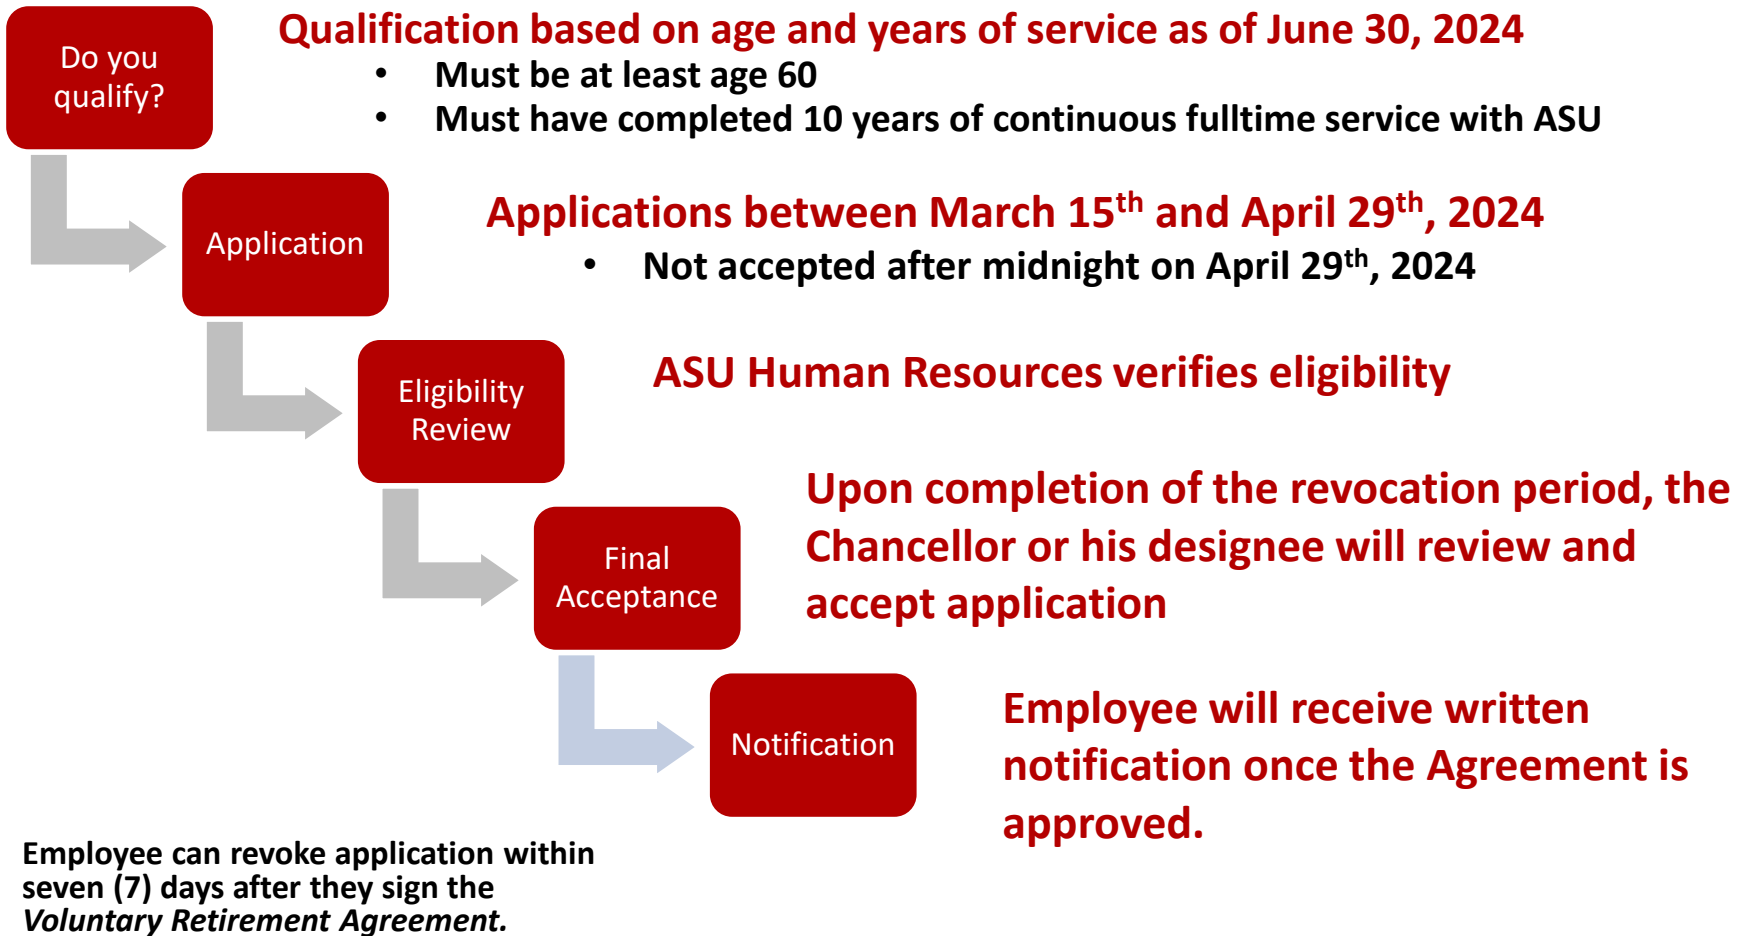 Do you
qualify?
Qualification based on age and years of service as of June 30, 2024
• Must be at least age 60
• Must have completed 10 years of continuous fulltime service with ASU
Application
Applications between March 15th and April 29th, 2024
• Not accepted after midnight on April 29th, 2024
Eligibility
Review
ASU Human Resources verifies eligibility
Final
Acceptance
Upon completion of the revocation period, the
Chancellor or his designee will review and
accept application
Notification
Employee will receive written
notification once the Agreement is
approved.
Employee can revoke application within
seven (7) days after they sign the
Voluntary Retirement Agreement.